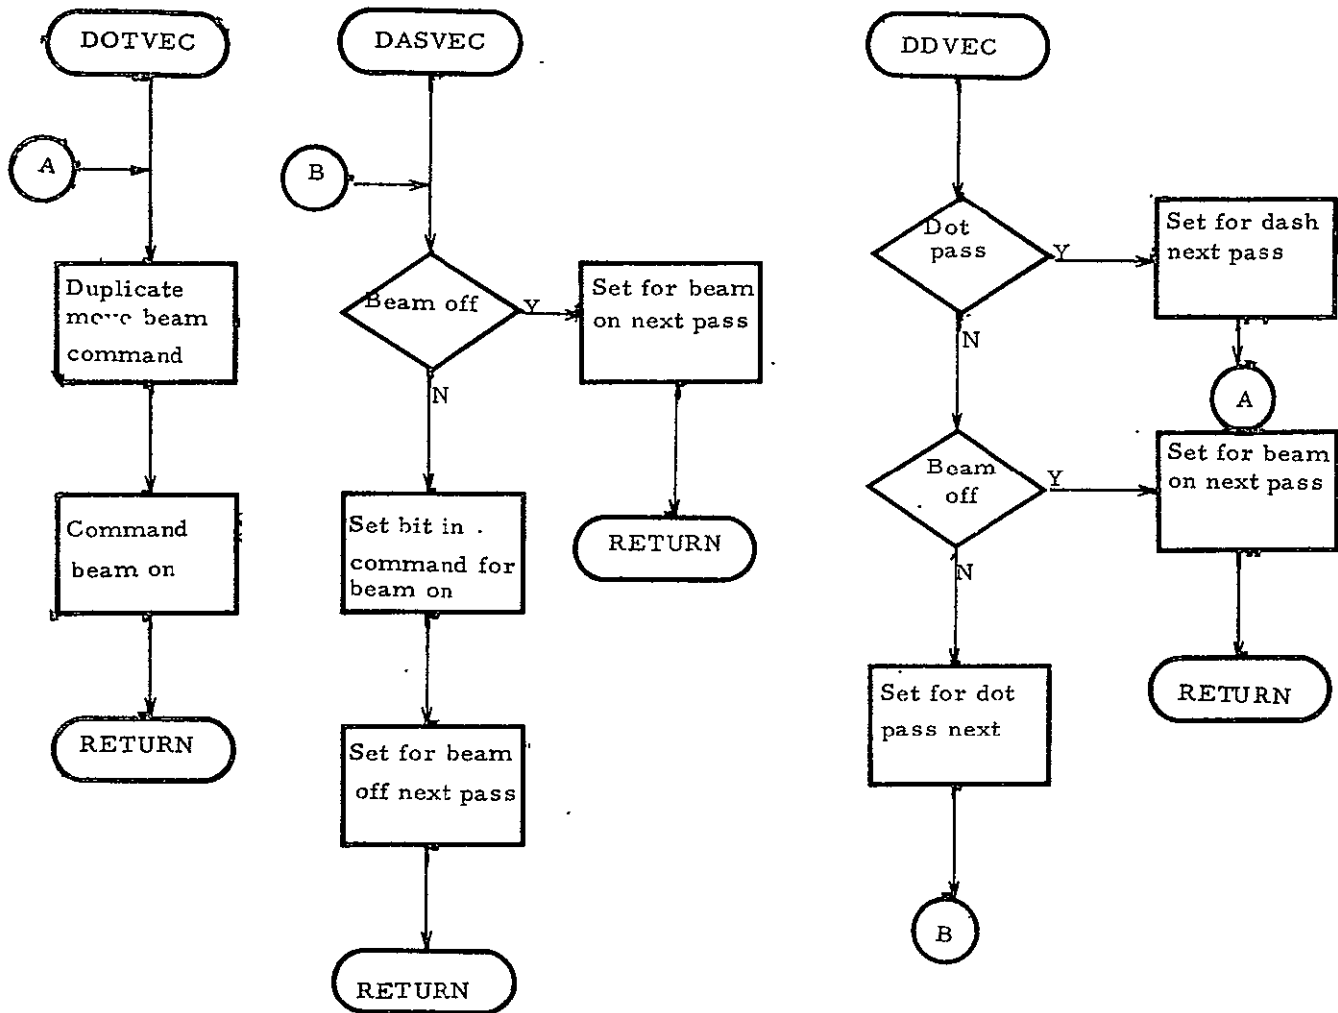 DOTVEC
A
Duplicate
move beam
command
Command
beam on
RETURN
DASVEC
B
Beam off
Y
N
Set for beam
on next pass
RETURN
Set bit in
command for
beam on
Set for beam
off next pass
RETURN
DDVEC
Dot
pass
Y
N
Set for dash
next pass
A
Beam
off
Y
N
Set for beam
on next pass
RETURN
Set for dot
pass next
B